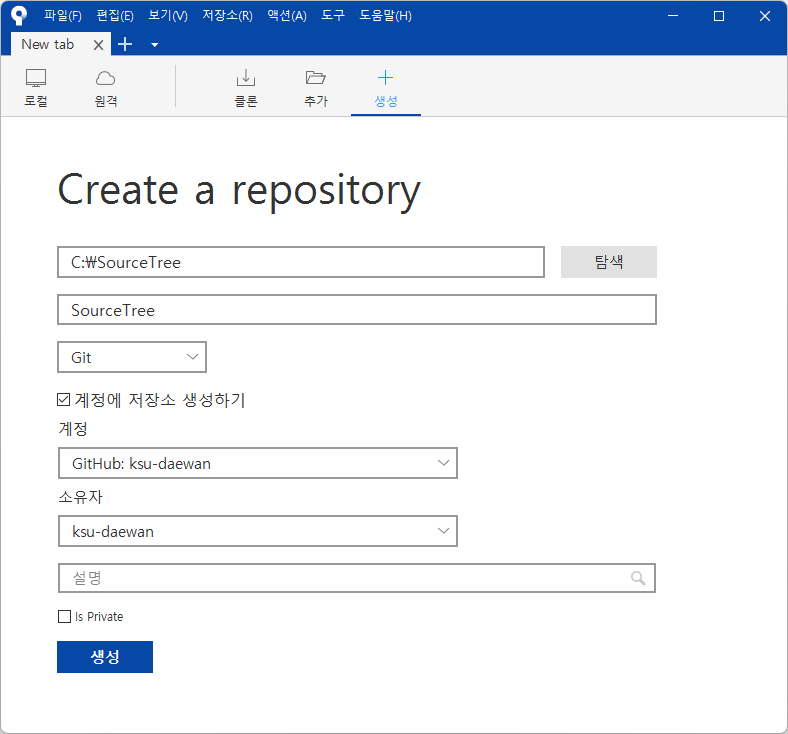 파일(F) 편집(E) 보기(V) 저장소(R) 액션(A) 도구 도움말(H)
New tab
로컬 원격 클론 추가 생성
Create a repository
C:₩SourceTree 탐색
SourceTree
Git
계정에 저장소 생성하기
계정
GitHub: ksu-daewan
소유자
ksu-daewan
설명
Is Private
생성